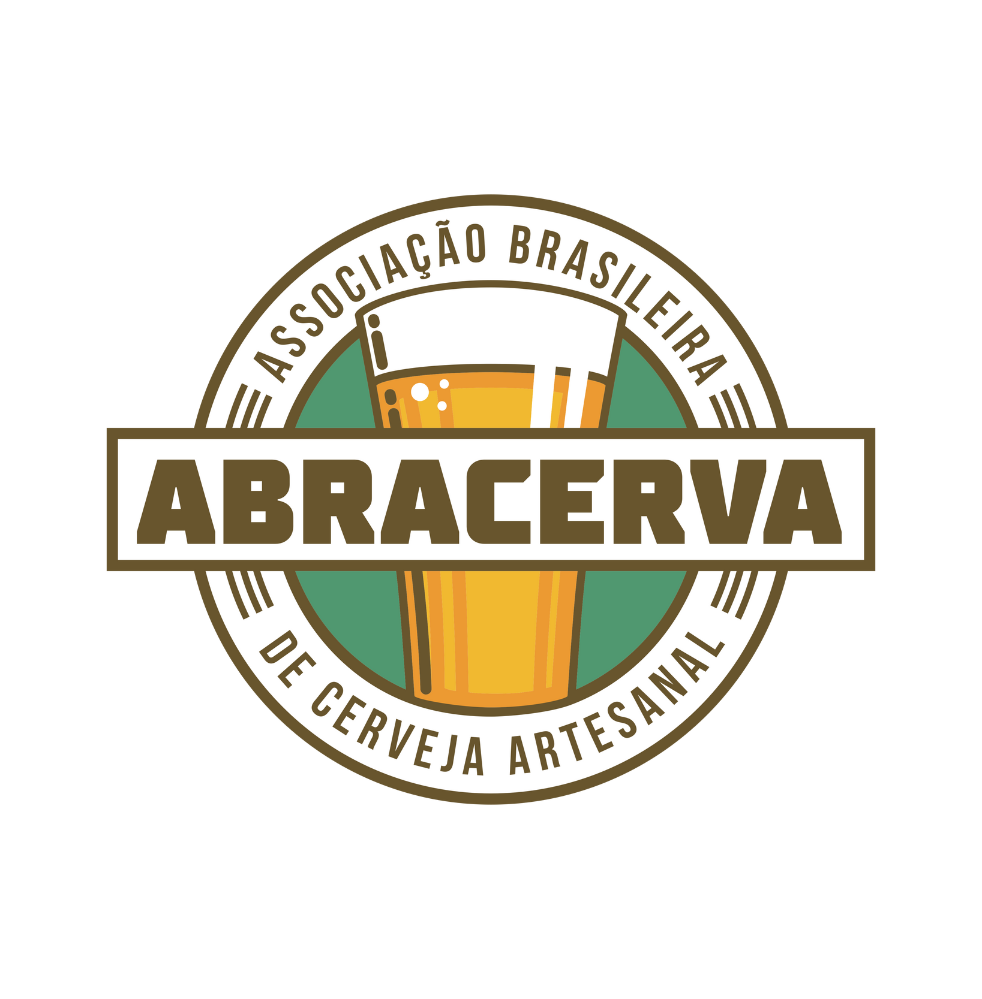 ASSOCIAÇÃO BRASILEIRA
ABRACERVA
DE CERVEJA ARTESANAL